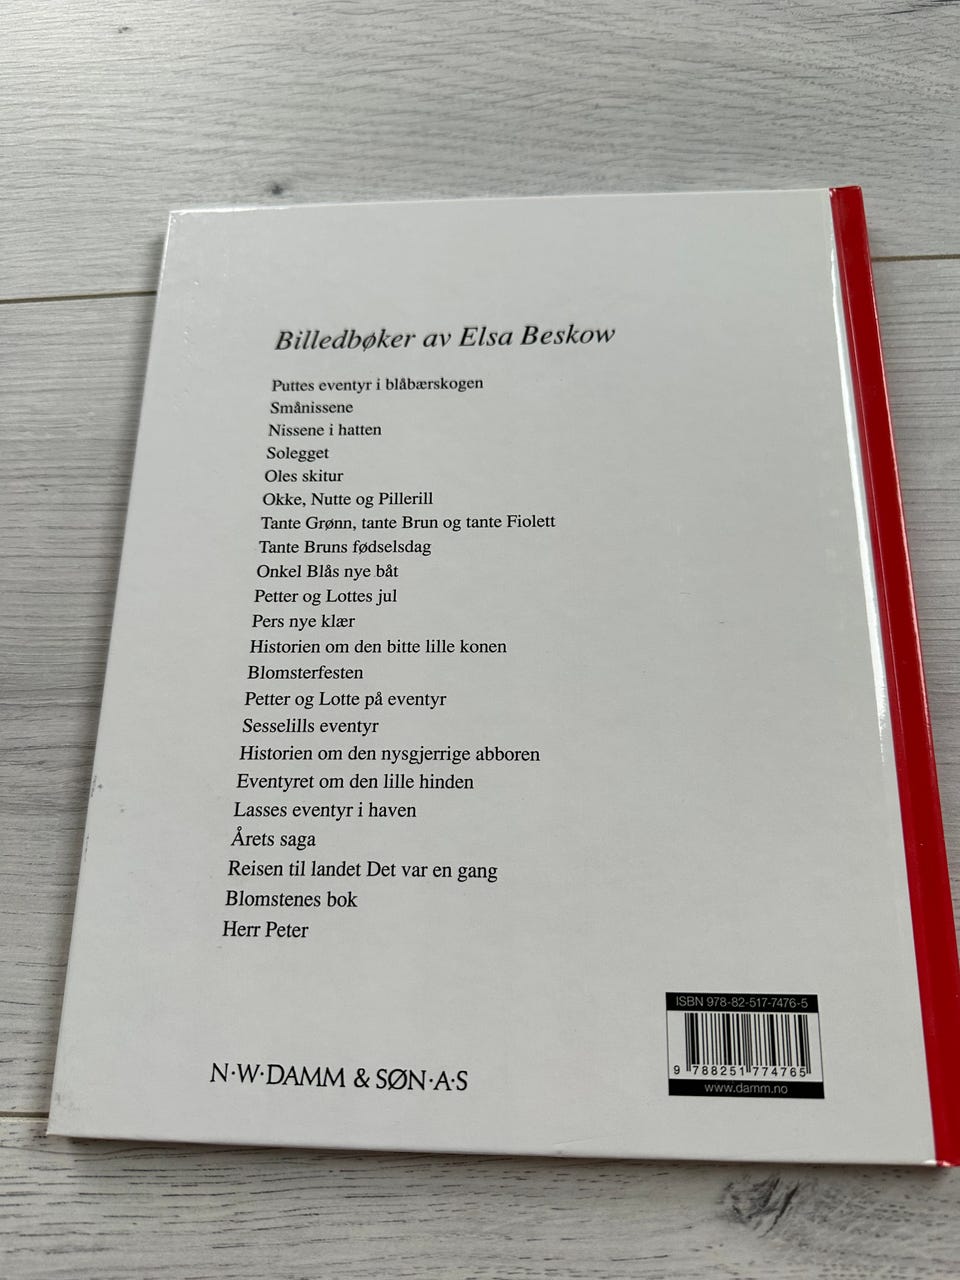 Billedbøker av Elsa Beskow
Puttes eventyr i blåbærskogen
Smånissene
Nissene i hatten
Solegget
Oles skitur
Okke, Nutte og Pillerill
Tante Grønn, tante Brun og tante Fiolett
Tante Bruns fødselsdag
Onkel Blås nye båt
Petter og Lottes jul
Pers nye klær
Historien om den bitte lille konen
Blomsterfesten
Petter og Lotte på eventyr
Sesselills eventyr
Historien om den nysgjerrige abboren
Eventyret om den lille hinden
Lasses eventyr i haven
Årets saga
Reisen til landet Det var en gang
Blomstenes bok
Herr Peter
N·W·DAMM & SØN·A·S
ISBN 978-82-517-7476-5
9 788251 774765
www.damm.no